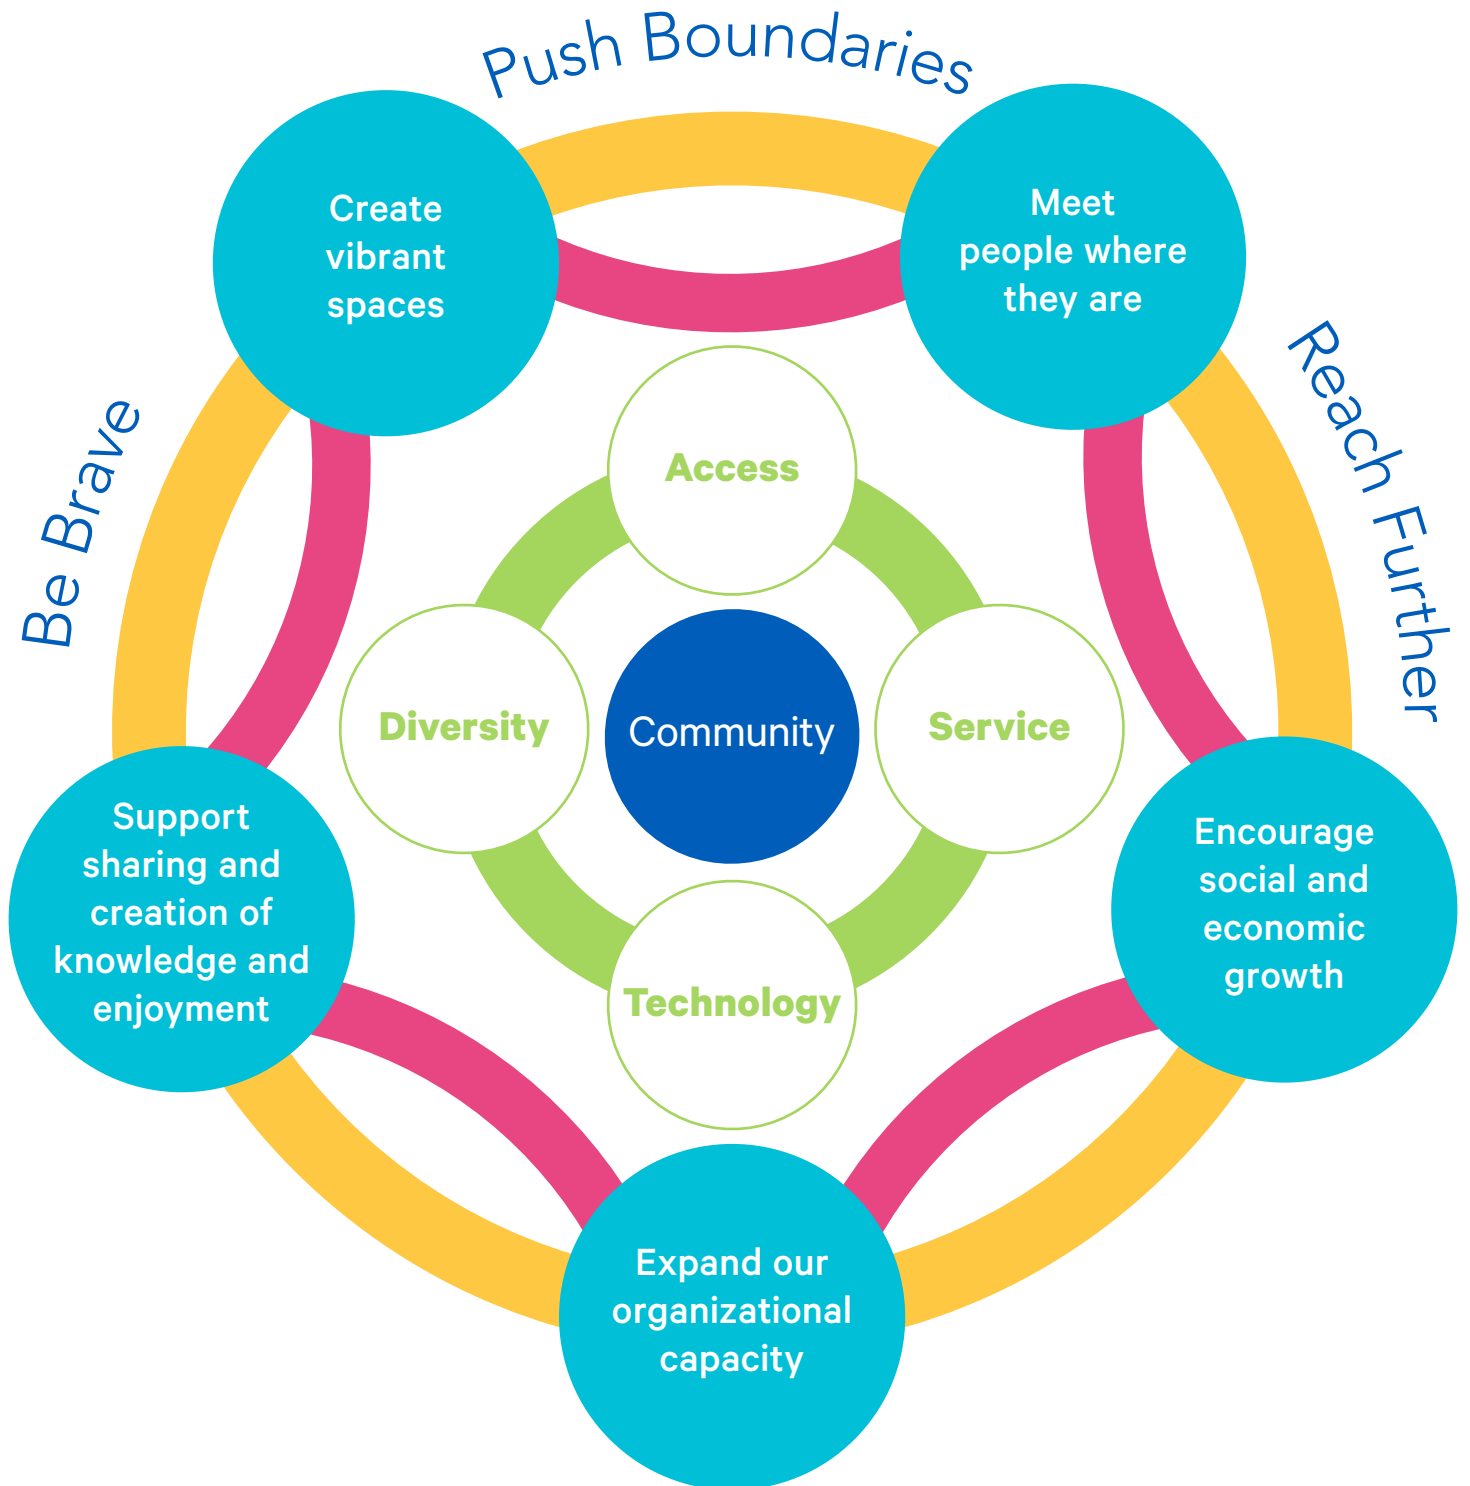 Push Boundaries
Create
vibrant
spaces
Meet
people where
they are
Be Brave
Reach Further
Access
Diversity
Community
Service
Technology
Support
sharing and
creation of
knowledge and
enjoyment
Encourage
social and
economic
growth
Expand our
organizational
capacity